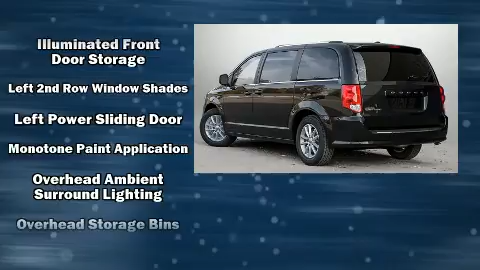 Illuminated Front
Door Storage
Left 2nd Row Window Shades
Left Power Sliding Door
Monotone Paint Application
Overhead Ambient
Surround Lighting
Overhead Storage Bins
DODGE